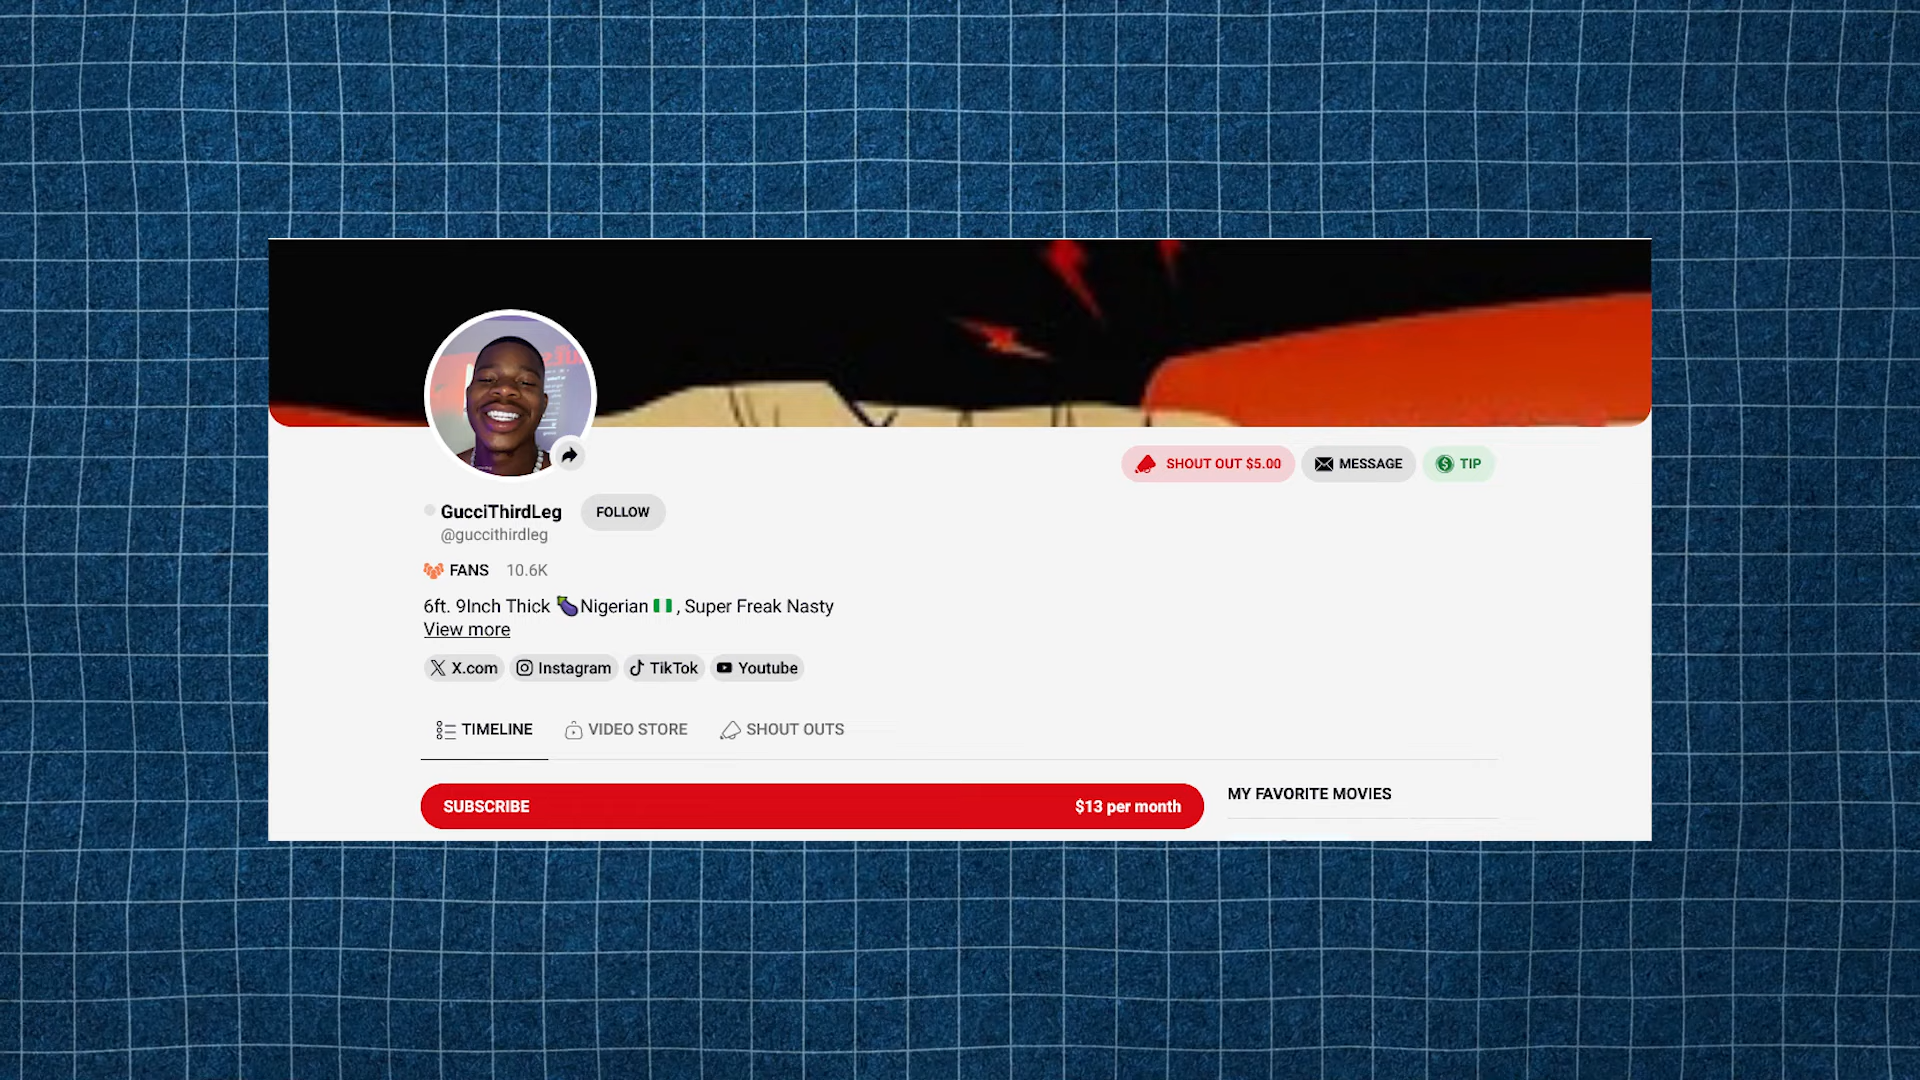 SHOUT OUT $5.00
MESSAGE
TIP
GucciThirdLeg
FOLLOW
@guccithirdleg
FANS 10.6K
6ft. 9Inch Thick 🍆Nigerian 🇳🇬, Super Freak Nasty
View more
X.com
Instagram
TikTok
Youtube
TIMELINE
VIDEO STORE
SHOUT OUTS
SUBSCRIBE
$13 per month
MY FAVORITE MOVIES